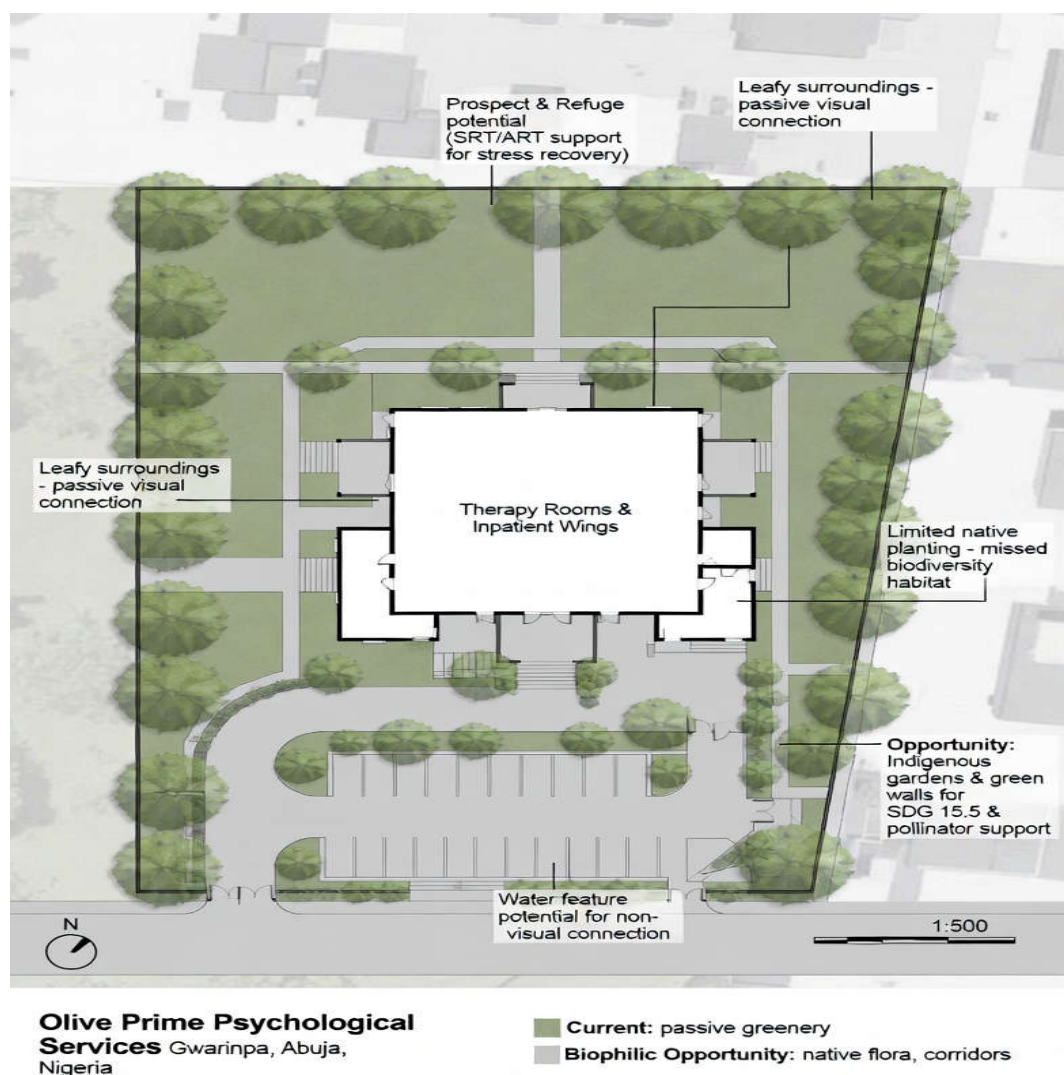 Leafy surroundings -
passive visual
connection
Prospect & Refuge
potential
(SRT/ART support
for stress recovery)
Leafy surroundings
- passive visual
connection
Therapy Rooms &
Inpatient Wings
Limited native
planting - missed
biodiversity
habitat
Opportunity:
Indigenous
gardens & green
walls for
SDG 15.5 &
pollinator support
Water feature
potential for non-
visual connection
N
1:500
Olive Prime Psychological
Services Gwarinpa, Abuja,
Nigeria
Current: passive greenery
Biophilic Opportunity: native flora, corridors